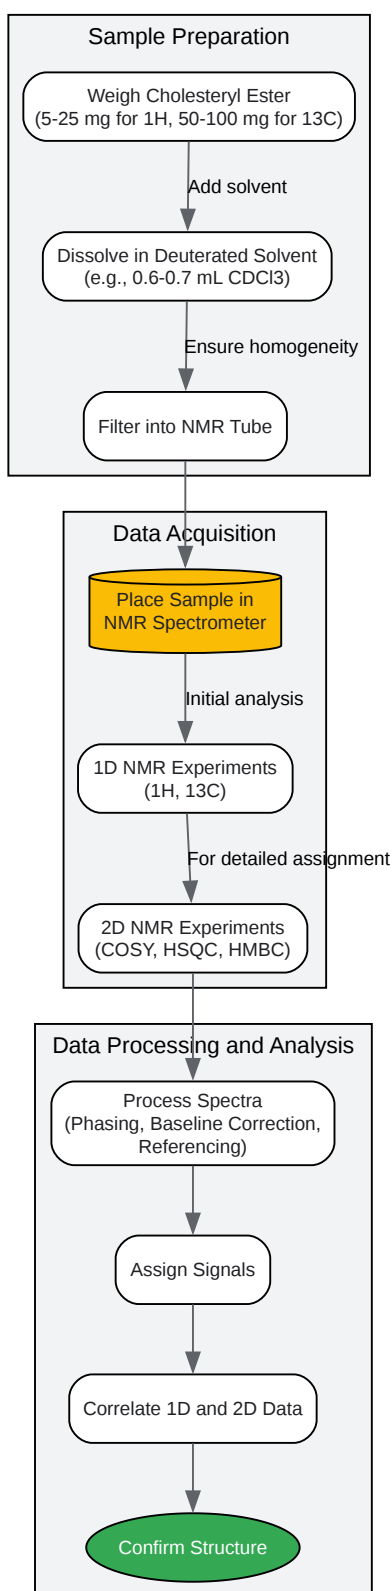 Sample Preparation
Weigh Cholesteryl Ester
(5-25 mg for 1H, 50-100 mg for 13C)
Add solvent
Dissolve in Deuterated Solvent
(e.g., 0.6-0.7 mL CDCl3)
Ensure homogeneity
Filter into NMR Tube
Data Acquisition
Place Sample in
NMR Spectrometer
Initial analysis
1D NMR Experiments
(1H, 13C)
For detailed assignment
2D NMR Experiments
(COSY, HSQC, HMBC)
Data Processing and Analysis
Process Spectra
(Phasing, Baseline Correction,
Referencing)
Assign Signals
Correlate 1D and 2D Data
Confirm Structure